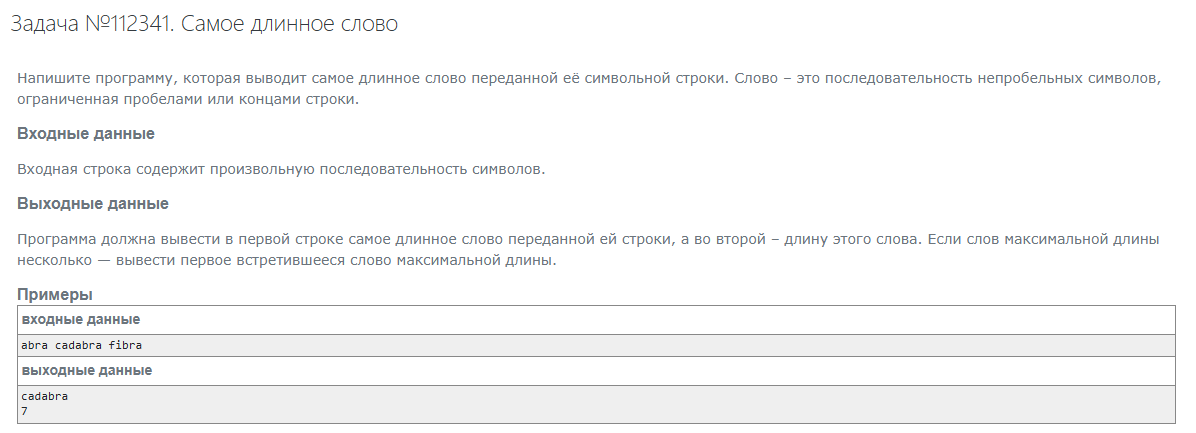 Задача №112341. Самое длинное слово
Напишите программу, которая выводит самое длинное слово переданной её символьной строки. Слово – это последовательность непробельных символов,
ограниченная пробелами или концами строки.
Входные данные
Входная строка содержит произвольную последовательность символов.
Выходные данные
Программа должна вывести в первой строке самое длинное слово переданной ей строки, а во второй – длину этого слова. Если слов максимальной длины
несколько — вывести первое встретившееся слово максимальной длины.
Примеры
входные данные
abra cadabra fibra
выходные данные
cadabra
7